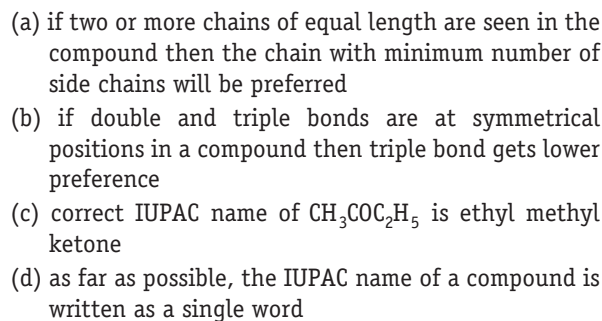 (a) if two or more chains of equal length are seen in the
compound then the chain with minimum number of
side chains will be preferred
(b) if double and triple bonds are at symmetrical
positions in a compound then triple bond gets lower
preference
(c) correct IUPAC name of CH₃COC₂H₅ is ethyl methyl
ketone
(d) as far as possible, the IUPAC name of a compound is
written as a single word